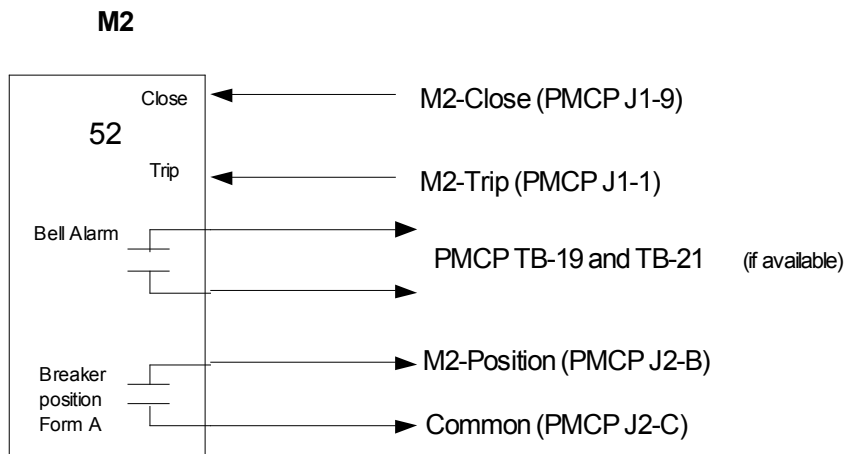 M2
Close
M2-Close (PMCP J1-9)
52
Trip
M2-Trip (PMCP J1-1)
Bell Alarm
PMCP TB-19 and TB-21 (if available)
M2-Position (PMCP J2-B)
Breaker
position
Form A
Common (PMCP J2-C)